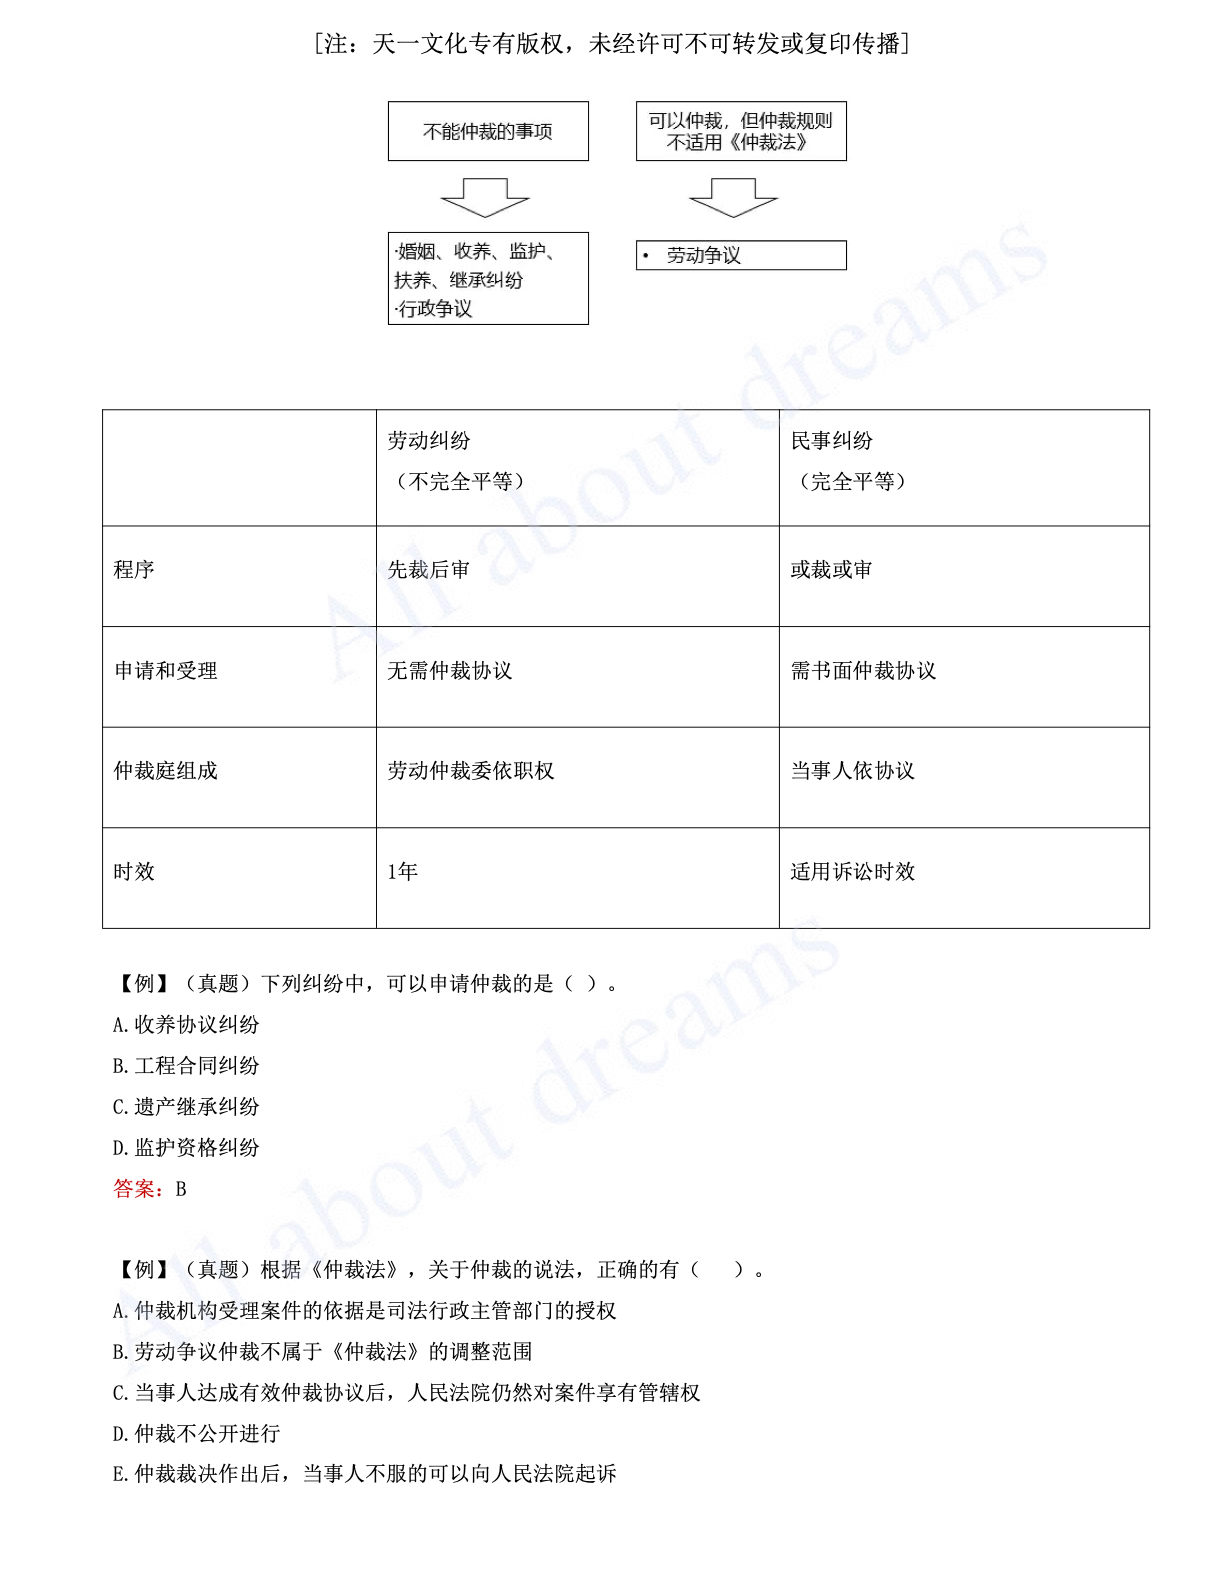 [注：天一文化专有版权，未经许可不可转发或复印传播]
不能仲裁的事项
可以仲裁，但仲裁规则
不适用《仲裁法》
·婚姻、收养、监护、
扶养、继承纠纷
·行政争议
• 劳动争议
劳动纠纷
（不完全平等）
民事纠纷
（完全平等）
程序
先裁后审
或裁或审
申请和受理
无需仲裁协议
需书面仲裁协议
仲裁庭组成
劳动仲裁委依职权
当事人依协议
时效
1年
适用诉讼时效
【例】（真题）下列纠纷中，可以申请仲裁的是（ ）。
A.收养协议纠纷
B.工程合同纠纷
C.遗产继承纠纷
D.监护资格纠纷
答案：B
【例】（真题）根据《仲裁法》，关于仲裁的说法，正确的有（ ）。
A.仲裁机构受理案件的依据是司法行政主管部门的授权
B.劳动争议仲裁不属于《仲裁法》的调整范围
C.当事人达成有效仲裁协议后，人民法院仍然对案件享有管辖权
D.仲裁不公开进行
E.仲裁裁决作出后，当事人不服的可以向人民法院起诉
All about dreams
All about dreams